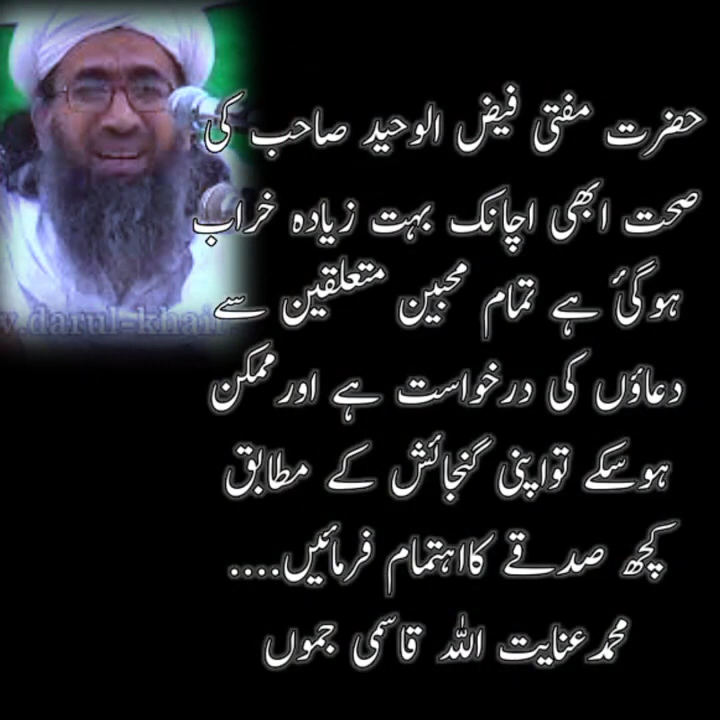 حضرت مفتی فیض الوحید صاحب کی
صحت ابھی اچانک بہت زیادہ خراب
ہوگئ ہے تمام محبین متعلقین سے
دعاؤں کی درخواست ہے اور ممکن
ہوسکے تو اپنی گنجائش کے مطابق
کچھ صدقے کا اہتمام فرمائیں....
محمد عنایت اللہ قاسمی جموں
w.darul-khair